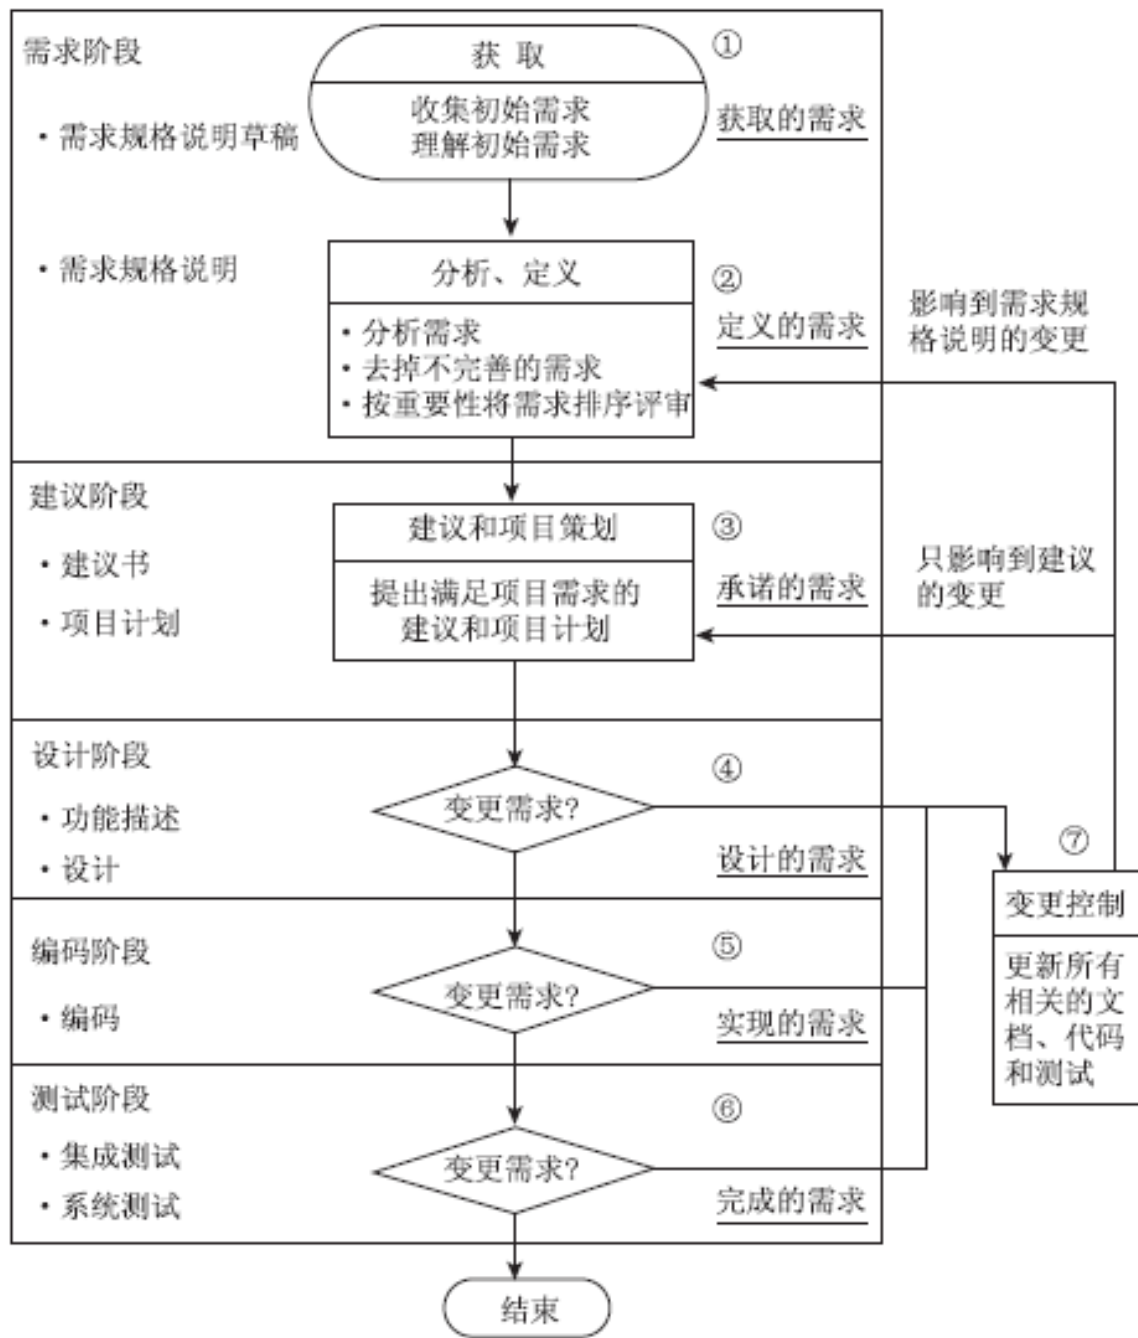 需求阶段
获 取
①
收集初始需求
理解初始需求
获取的需求
·需求规格说明草稿
·需求规格说明
分析、定义
②
·分析需求
·去掉不完善的需求
·按重要性将需求排序评审
定义的需求
影响到需求规
格说明的变更
建议阶段
·建议书
·项目计划
建议和项目策划
③
提出满足项目需求的
建议和项目计划
承诺的需求
只影响到建议
的变更
设计阶段
·功能描述
·设计
变更需求?
④
设计的需求
⑦
变更控制
更新所有
相关的文
档、代码
和测试
编码阶段
·编码
变更需求?
⑤
实现的需求
测试阶段
·集成测试
·系统测试
变更需求?
⑥
完成的需求
结束